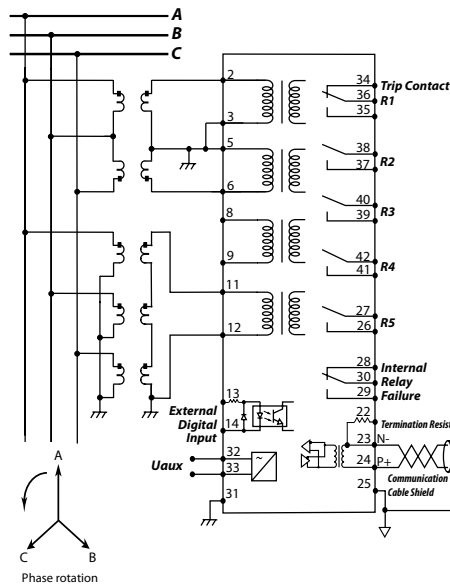 A
B
C
2
3
5
6
8
9
11
12
13
14
External
Digital
Input
32
33
Uaux
31
34
Trip Contact
36
R1
35
38
R2
37
40
R3
39
42
R4
41
27
R5
26
28
Internal
30
Relay
29
Failure
22
Termination Resist
23
N-
24
P+
25
Communication
Cable Shield
A
C
B
Phase rotation